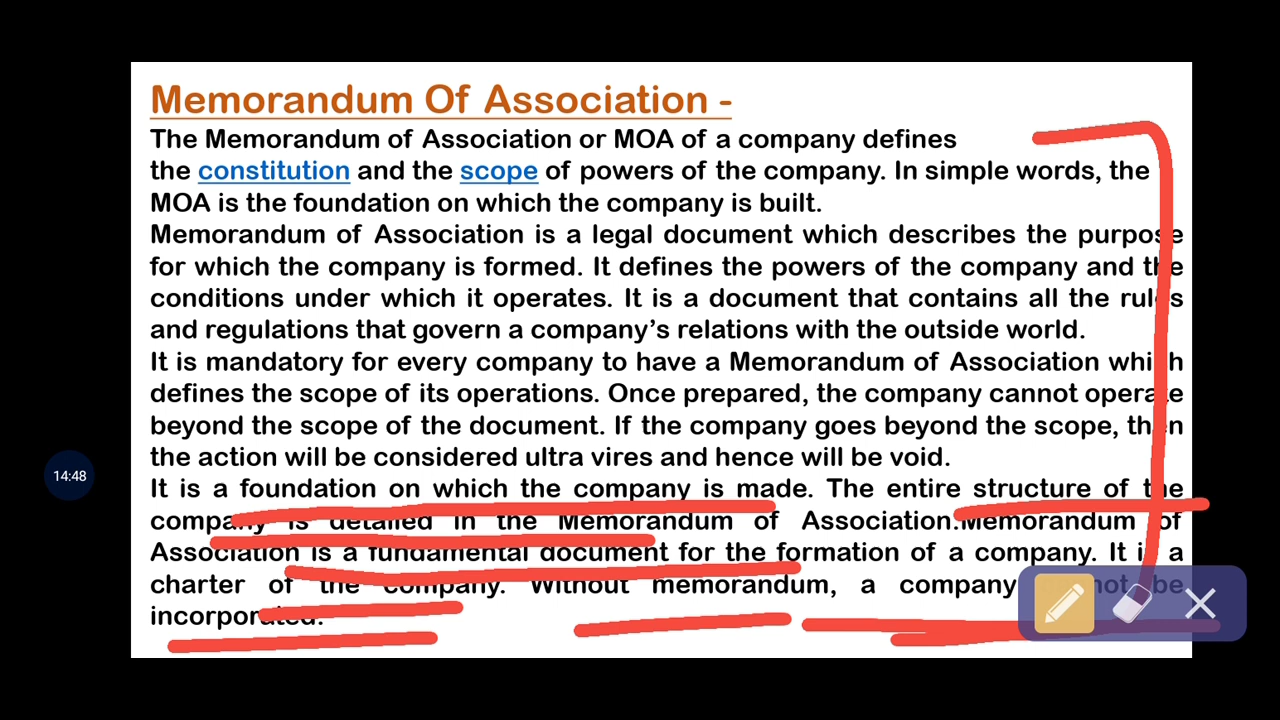 Memorandum Of Association -
The Memorandum of Association or MOA of a company defines
the constitution and the scope of powers of the company. In simple words, the
MOA is the foundation on which the company is built.
Memorandum of Association is a legal document which describes the purpose
for which the company is formed. It defines the powers of the company and the
conditions under which it operates. It is a document that contains all the rules
and regulations that govern a company's relations with the outside world.
It is mandatory for every company to have a Memorandum of Association which
defines the scope of its operations. Once prepared, the company cannot operate
beyond the scope of the document. If the company goes beyond the scope, then
14:48
the action will be considered ultra vires and hence will be void.
It is a foundation on which the company is made. The entire structure of the
company is detailed in the Memorandum of Association.Memorandum of
Association is a fundamental document for the formation of a company. It is a
charter of the company. Without memorandum, a company be
incorporated.